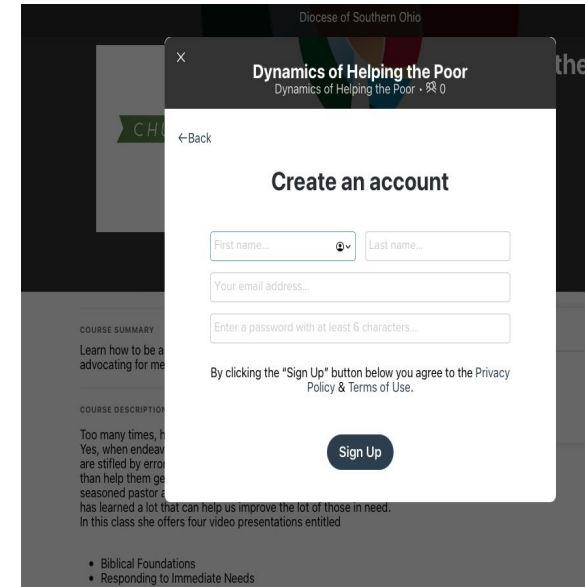 Diocese of Southern Ohio
the
X
Dynamics of Helping the Poor
Dynamics of Helping the Poor • 0
CHU
←Back
Create an account
First name...
Last name...
Your email address...
Enter a password with at least 6 characters...
By clicking the “Sign Up” button below you agree to the Privacy
Policy & Terms of Use.
Sign Up
COURSE SUMMARY
Learn how to be a
advocating for me
COURSE DESCRIPTION
Too many times, h
Yes, when endeav
are stifled by erro
than help them ge
seasoned pastor a
has learned a lot that can help us improve the lot of those in need.
In this class she offers four video presentations entitled
• Biblical Foundations
• Responding to Immediate Needs